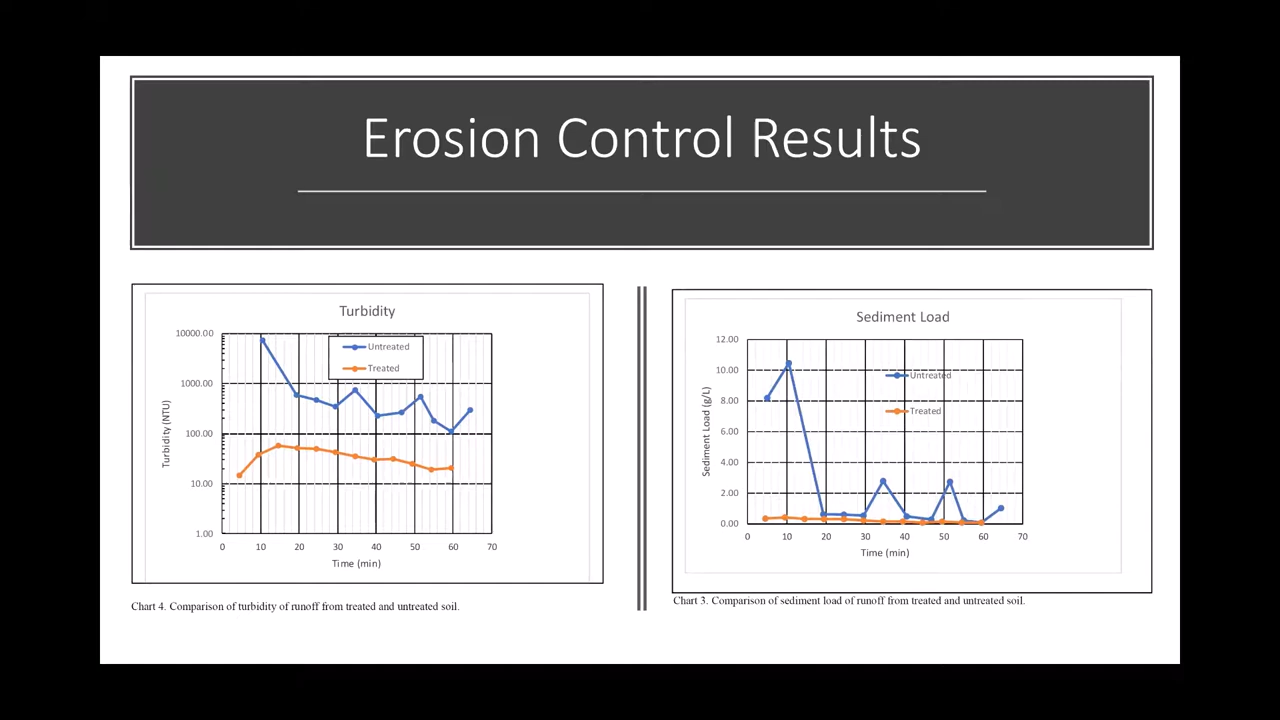 Erosion Control Results
Turbidity
10000.00
1000.00
100.00
10.00
1.00
Turbidity (NTU)
Untreated
Treated
0 10 20 30 40 50 60 70
Time (min)
Chart 4. Comparison of turbidity of runoff from treated and untreated soil.
Sediment Load
12.00
10.00
8.00
6.00
4.00
2.00
0.00
Sediment Load (g/L)
Untreated
Treated
0 10 20 30 40 50 60 70
Time (min)
Chart 3. Comparison of sediment load of runoff from treated and untreated soil.